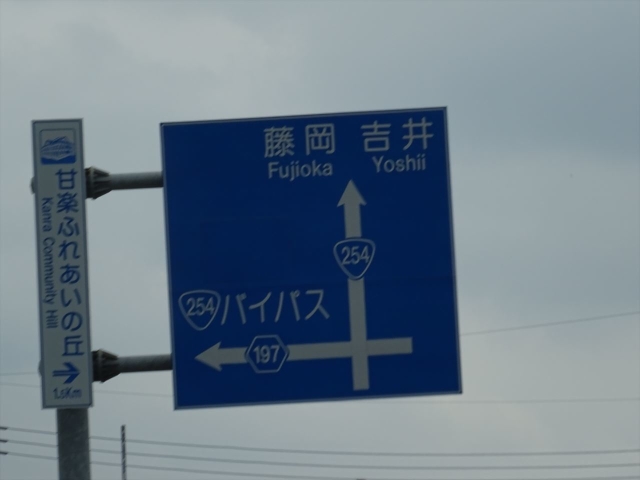 甘楽ふれあいの丘
Kanra Community Hill
1.6Km
藤岡 吉井
Fujioka Yoshii
254
254 バイパス
197